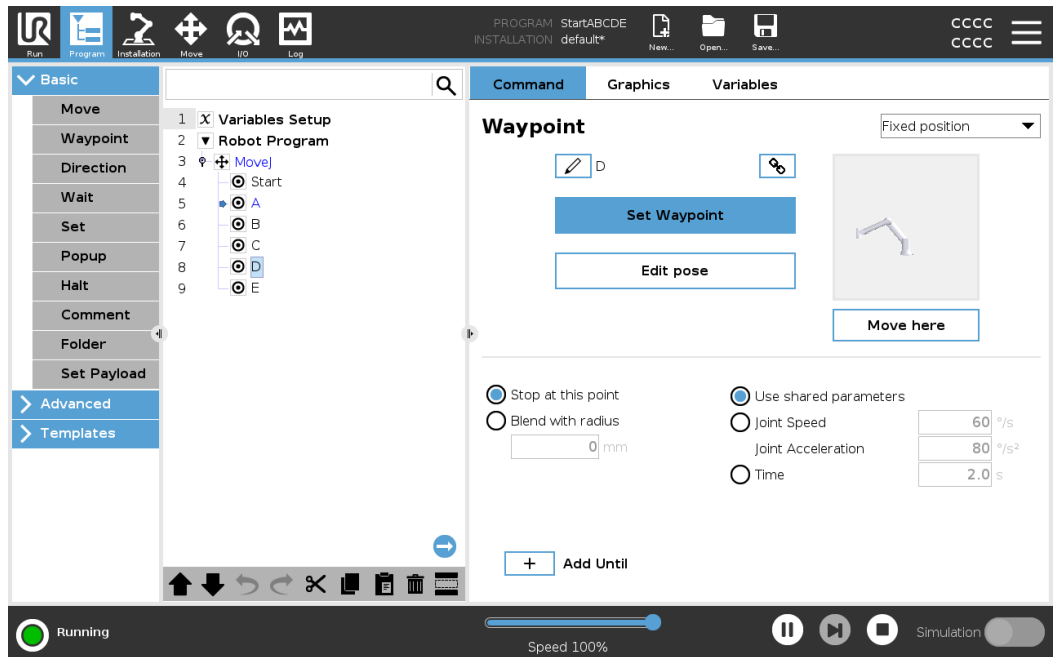 UR
PROGRAM StartABCDE
INSTALLATION default*
CCCC
CCCC
Run Program Installation Move I/O Log New... Open... Save...
Basic
Move
Waypoint
Direction
Wait
Set
Popup
Halt
Comment
Folder
Set Payload
Advanced
Templates
1 X Variables Setup
2 Robot Program
3 MoveJ
4 Start
5 A
6 B
7 C
8 D
9 E
Command Graphics Variables
Waypoint
Fixed position
D
Set Waypoint
Edit pose
Move here
Stop at this point
Blend with radius
0 mm
Use shared parameters
Joint Speed 60 °/s
Joint Acceleration 80 °/s²
Time 2.0 s
+ Add Until
Running
Speed 100%
Simulation